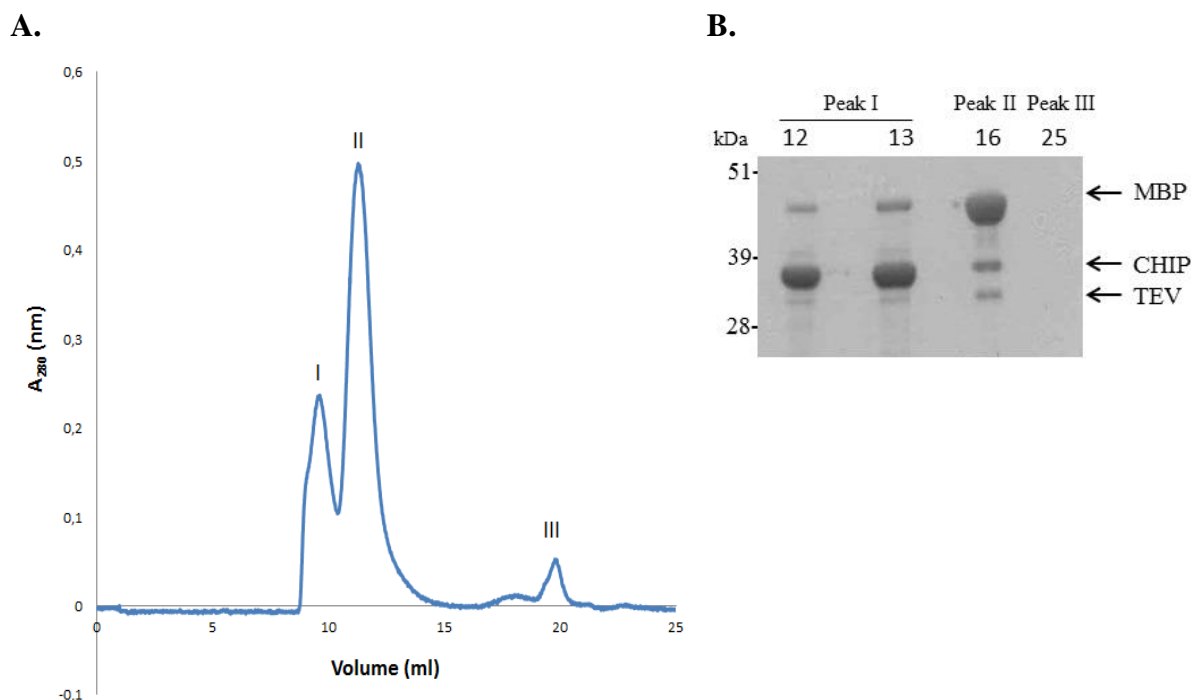 A.
0,6
0,5
0,4
0,3
0,2
0,1
0
-0.1
A280 (nm)
I
II
III
0 5 10 15 20 25
Volume (ml)
B.
Peak I Peak II Peak III
kDa 12 13 16 25
51-
39-
28-
MBP
CHIP
TEV